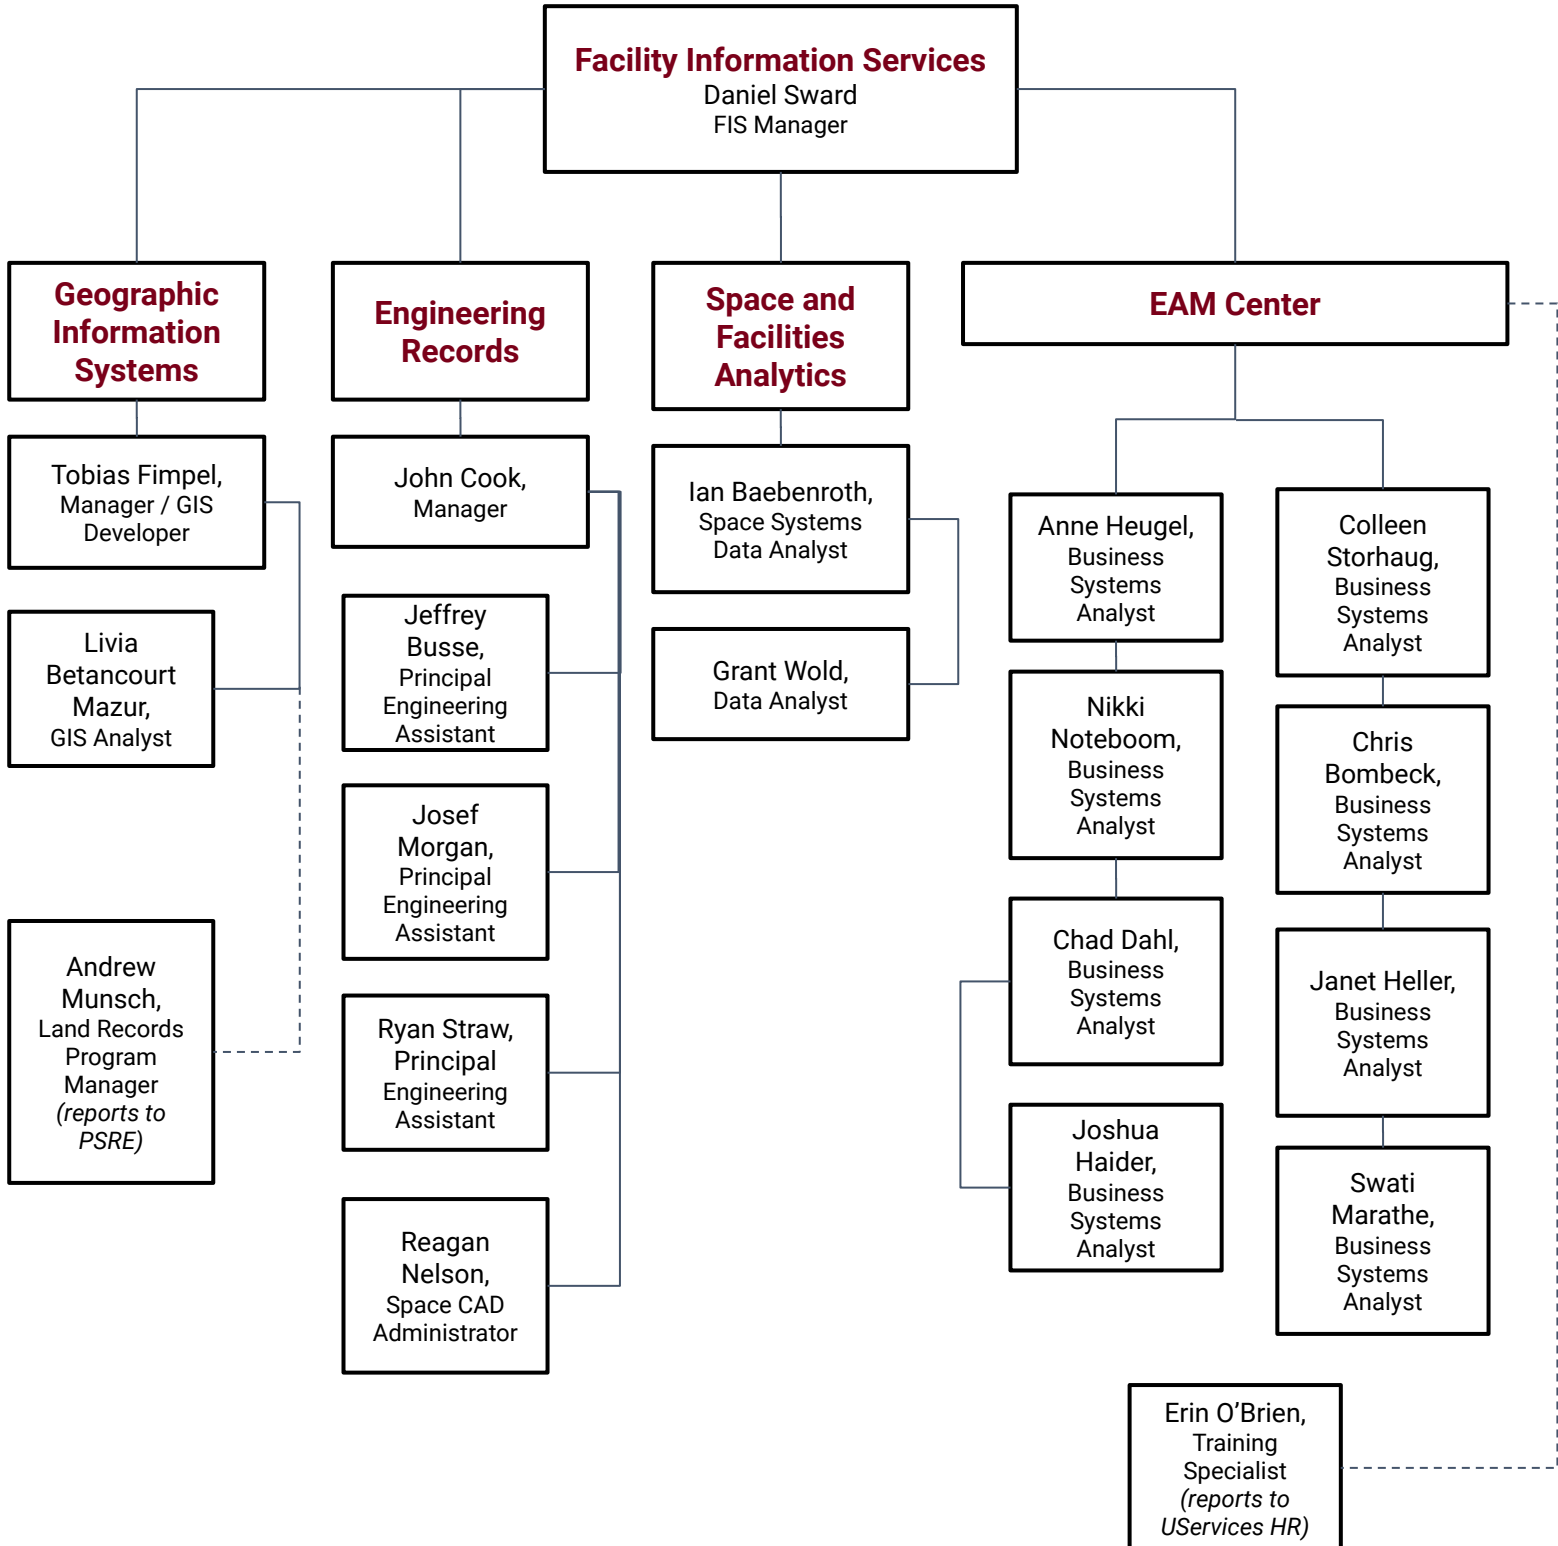 Facility Information Services
Daniel Sward
FIS Manager
Geographic
Information
Systems
Tobias Fimpel,
Manager / GIS
Developer
Livia
Betancourt
Mazur,
GIS Analyst
Andrew
Munsch,
Land Records
Program
Manager
(reports to
PSRE)
Engineering
Records
John Cook,
Manager
Jeffrey
Busse,
Principal
Engineering
Assistant
Josef
Morgan,
Principal
Engineering
Assistant
Ryan Straw,
Principal
Engineering
Assistant
Reagan
Nelson,
Space CAD
Administrator
Space and
Facilities
Analytics
Ian Baebenroth,
Space Systems
Data Analyst
Grant Wold,
Data Analyst
EAM Center
Anne Heugel,
Business
Systems
Analyst
Nikki
Noteboom,
Business
Systems
Analyst
Chad Dahl,
Business
Systems
Analyst
Joshua
Haider,
Business
Systems
Analyst
Colleen
Storhaug,
Business
Systems
Analyst
Chris
Bombeck,
Business
Systems
Analyst
Janet Heller,
Business
Systems
Analyst
Swati
Marathe,
Business
Systems
Analyst
Erin O’Brien,
Training
Specialist
(reports to
UServices HR)